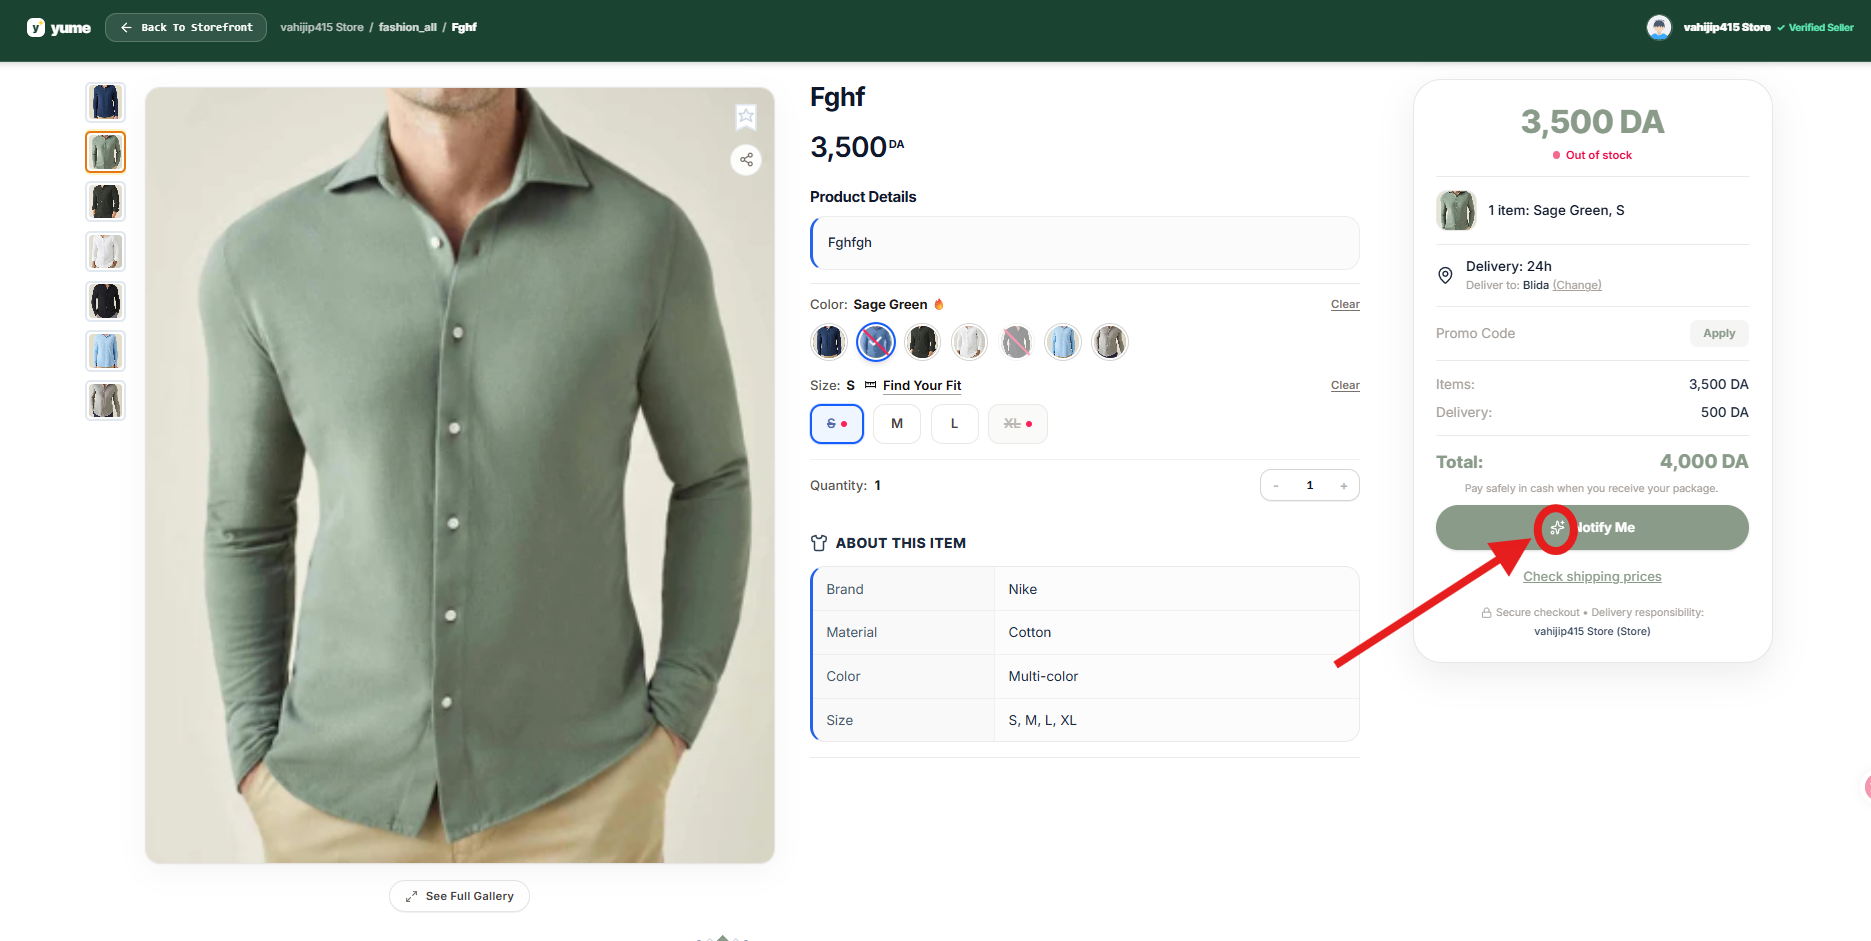 yume
Back To Storefront
vahijip415 Store / fashion_all / Fghf
vahijip415 Store ✓ Verified Seller
Fghf
3,500 DA
Product Details
Fghfgh
Color: Sage Green 🔥
Clear
Size: S
Find Your Fit
Clear
S
M
L
XL
Quantity: 1
- 1 +
ABOUT THIS ITEM
Brand Nike
Material Cotton
Color Multi-color
Size S, M, L, XL
See Full Gallery
3,500 DA
Out of stock
1 item: Sage Green, S
Delivery: 24h
Deliver to: Blida (Change)
Promo Code
Apply
Items: 3,500 DA
Delivery: 500 DA
Total: 4,000 DA
Pay safely in cash when you receive your package.
Notify Me
Check shipping prices
Secure checkout • Delivery responsibility:
vahijip415 Store (Store)